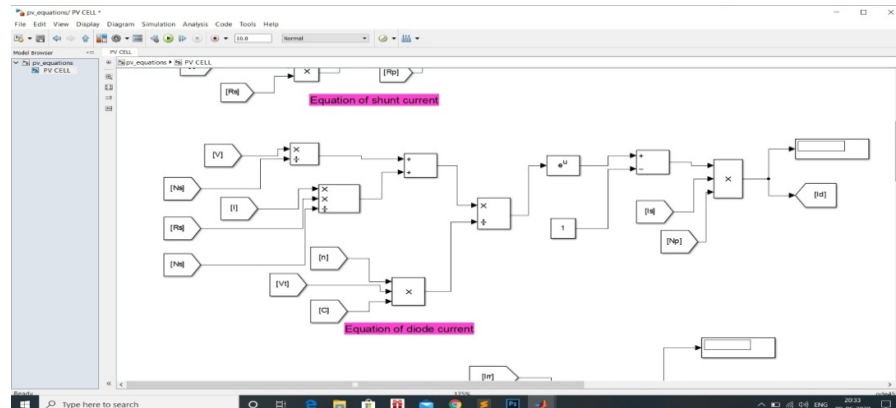 pv_equations/ PV CELL *
File Edit View Display Diagram Simulation Analysis Code Tools Help
10.0 Normal
Model Browser
PV CELL
pv_equations
PV CELL
pv_equations PV CELL
[Rs]
×
[Rp]
Equation of shunt current
[V]
×
÷
[Ns]
[I]
×
×
÷
[Rs]
[Ns]
+
+
[n]
[Vt]
[C]
×
×
÷
e^u
1
+
−
[Is]
[Np]
×
[Id]
Equation of diode current
[Irr]
Ready
125%
Type here to search
Ps
ENG
20:33